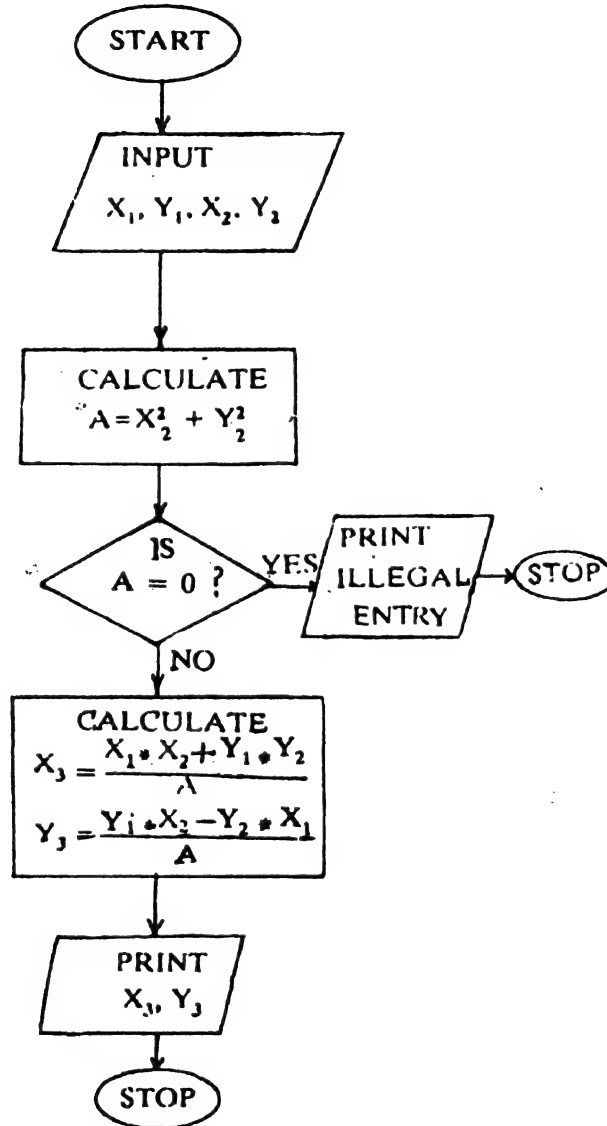 START
INPUT
X₁, Y₁, X₂, Y₂
CALCULATE
A = X₂² + Y₂²
IS
A = 0 ?
YES
PRINT
ILLEGAL
ENTRY
STOP
NO
CALCULATE
X₃ = X₁ * X₂ + Y₁ * Y₂ / A
Y₃ = Y₁ * X₂ - Y₂ * X₁ / A
PRINT
X₃, Y₃
STOP